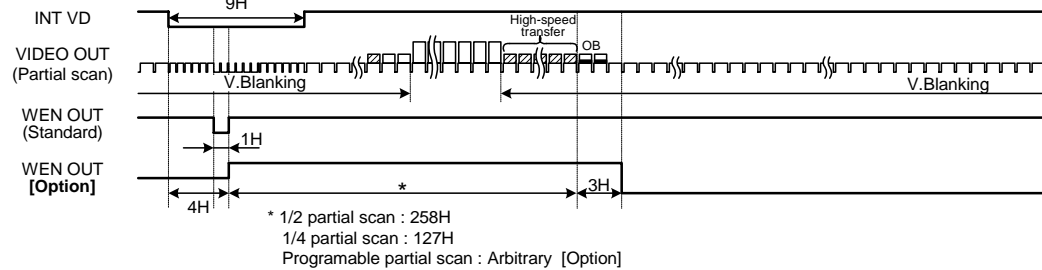 9H
INT VD
High-speed
transfer
OB
VIDEO OUT
(Partial scan)
V.Blanking
V.Blanking
WEN OUT
(Standard)
1H
WEN OUT
[Option]
4H
*
3H
* 1/2 partial scan : 258H
1/4 partial scan : 127H
Programable partial scan : Arbitrary [Option]